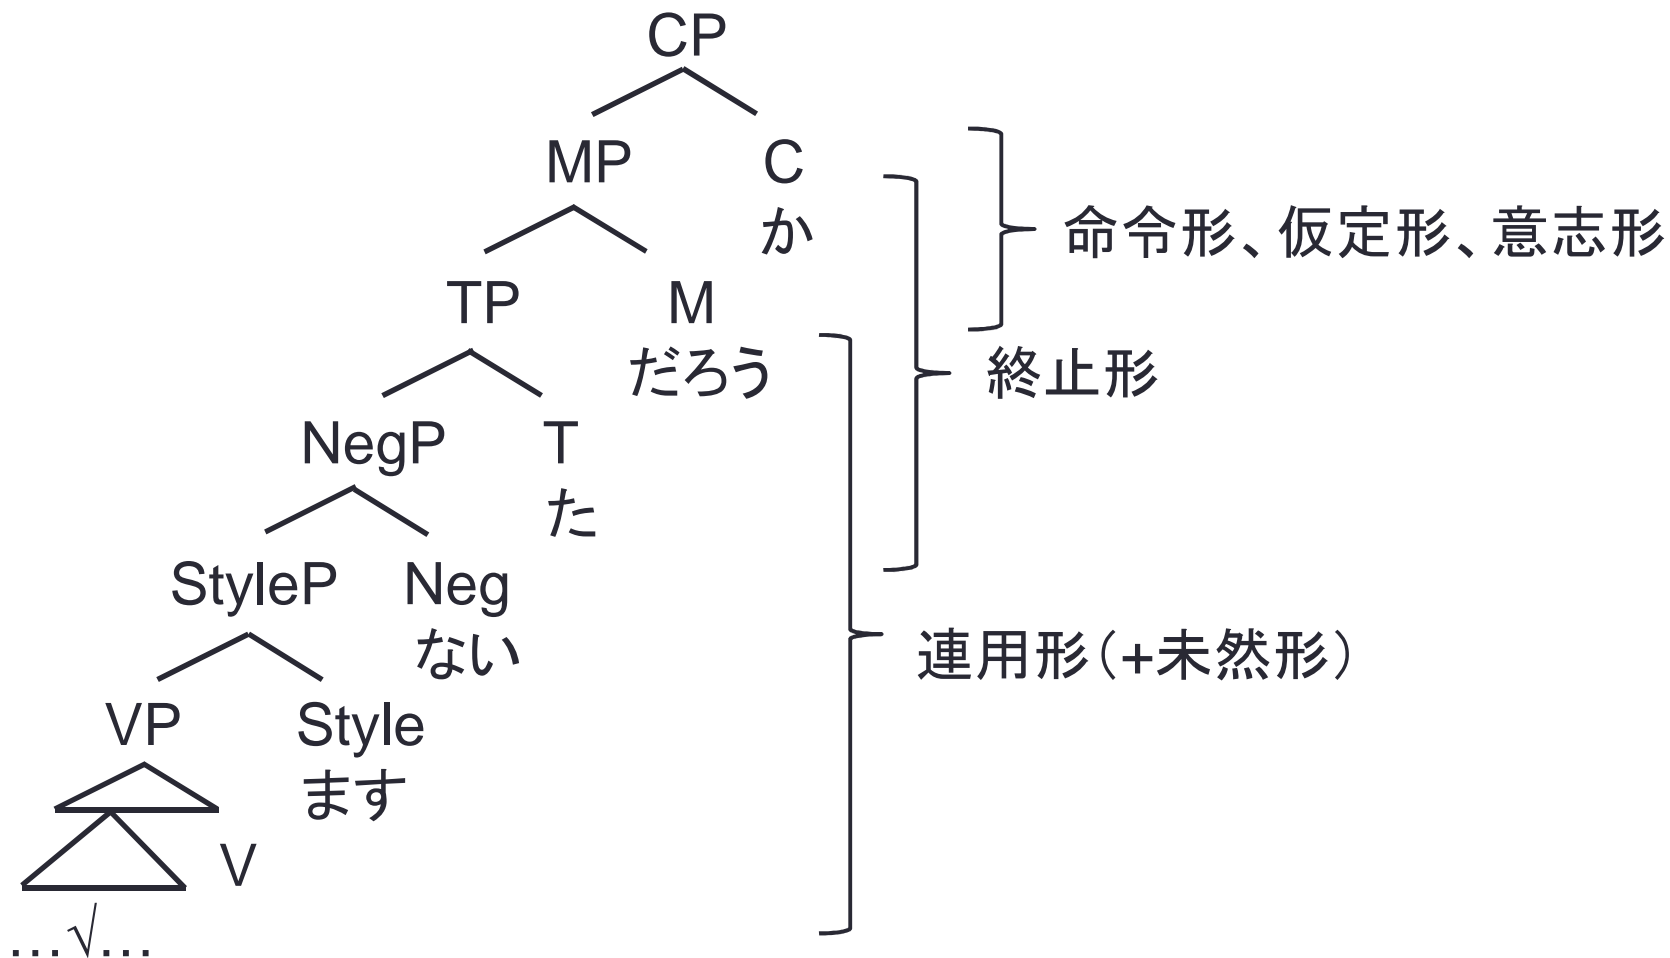 CP
MP C
か
命令形、仮定形、意志形
TP M
だろう
終止形
NegP T
た
StyleP Neg
ない
連用形(+未然形)
VP Style
ます
V
…√…